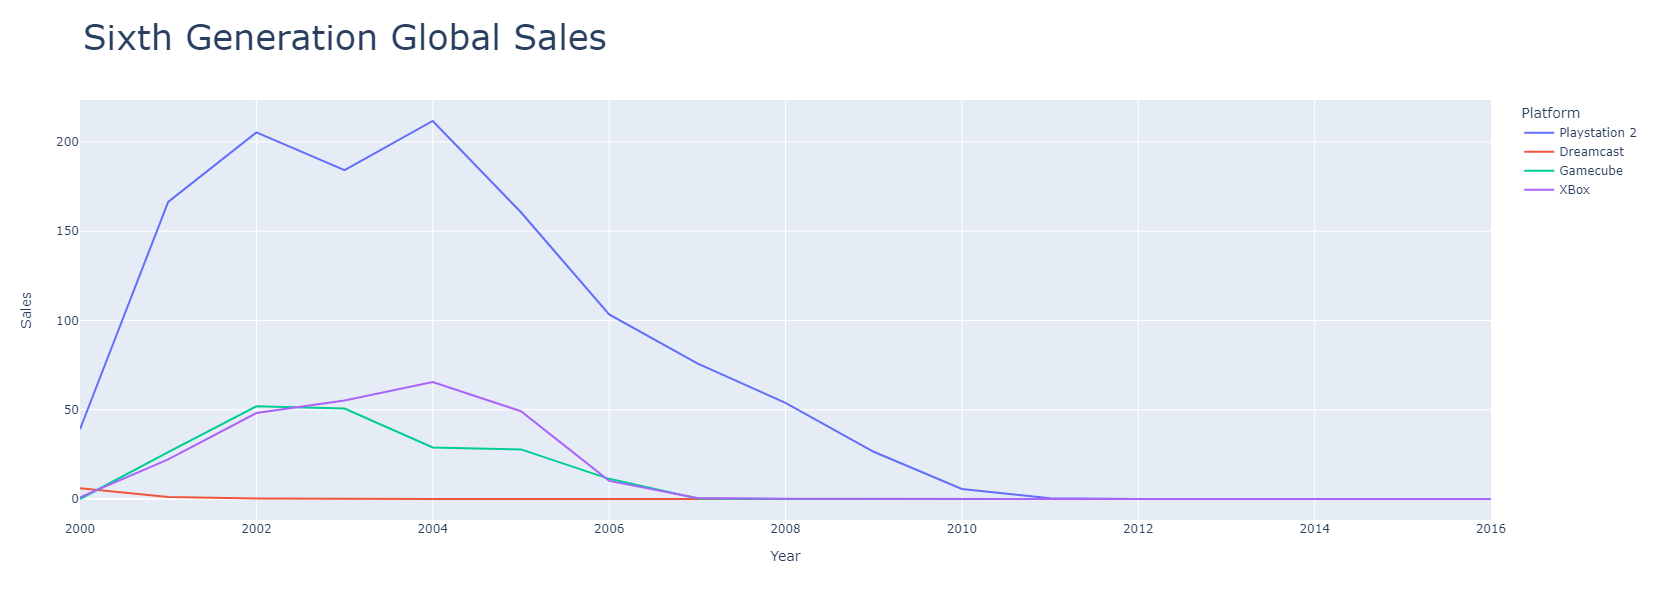 Sixth Generation Global Sales
Platform
Playstation 2
Dreamcast
Gamecube
XBox
200
150
100
50
0
Sales
2000 2002 2004 2006 2008 2010 2012 2014 2016
Year